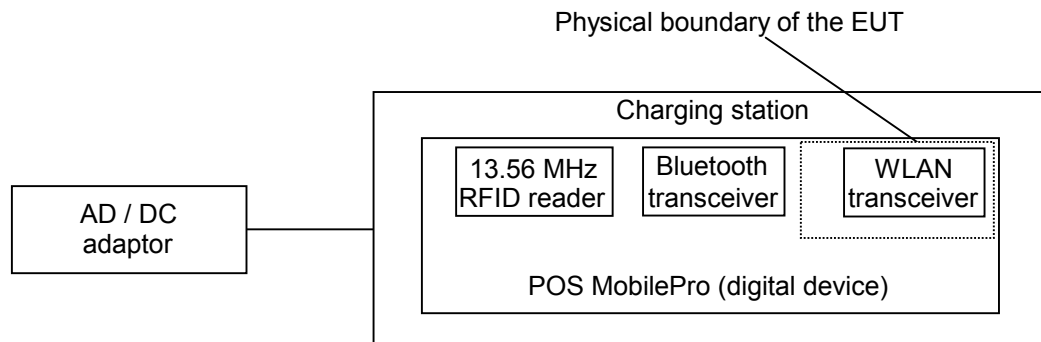 Physical boundary of the EUT
Charging station
13.56 MHz
RFID reader
Bluetooth
transceiver
WLAN
transceiver
AD / DC
adaptor
POS MobilePro (digital device)